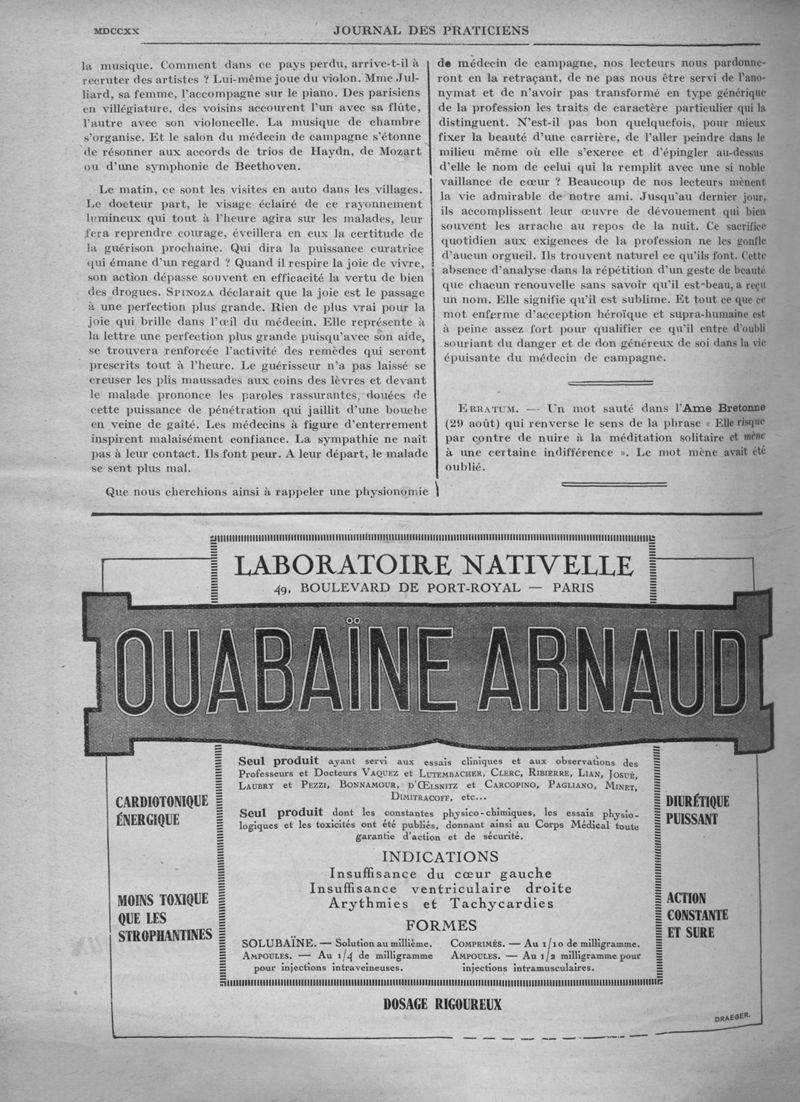 MDCCXX
JOURNAL DES PRATICIENS
la musique. Comment dans ce pays perdu, arrive-t-il à
recruter des artistes ? Lui-même joue du violon. Mme Jul-
liard, sa femme, l'accompagne sur le piano. Des parisiens
en villégiature, des voisins accourent l'un avec sa flûte,
l'autre avec son violoncelle. La musique de chambre
s'organise. Et le salon du médecin de campagne s'étonne
de résonner aux accords de trios de Haydn, de Mozart
ou d'une symphonie de Beethoven.
Le matin, ce sont les visites en auto dans les villages.
Le docteur part, le visage éclairé de ce rayonnement
lumineux qui tout à l'heure agira sur les malades, leur
fera reprendre courage, éveillera en eux la certitude de
la guérison prochaine. Qui dira la puissance curatrice
qui émane d'un regard ? Quand il respire la joie de vivre,
son action dépasse souvent en efficacité la vertu de bien
des drogues. SPINOZA déclarait que la joie est le passage
à une perfection plus grande. Rien de plus vrai pour la
joie qui brille dans l'œil du médecin. Elle représente à
la lettre une perfection plus grande puisqu'avec son aide,
se trouvera renforcée l'activité des remèdes qui seront
prescrits tout à l'heure. Le guérisseur n'a pas laissé se
creuser les plis maussades aux coins des lèvres et devant
le malade prononce les paroles rassurantes, douées de
cette puissance de pénétration qui jaillit d'une bouche
en veine de gaité. Les médecins à figure d'enterrement
inspirent malaisément confiance. La sympathie ne nait
pas à leur contact. Ils font peur. A leur départ, le malade
se sent plus mal.
Que nous cherchions ainsi à rappeler une physionomie
de médecin de campagne, nos lecteurs nous pardonne-
ront en la retraçant, de ne pas nous être servi de l'ano-
nymat et de n'avoir pas transformé en type générique
de la profession les traits de caractère particulier qui la
distinguent. N'est-il pas bon quelquefois, pour mieux
fixer la beauté d'une carrière, de l'aller peindre dans le
milieu même où elle s'exerce et d'épingler au-dessus
d'elle le nom de celui qui la remplit avec une si noble
vaillance de cœur ? Beaucoup de nos lecteurs mènent
la vie admirable de notre ami. Jusqu'au dernier jour,
ils accomplissent leur œuvre de dévouement qui bien
souvent les arrache au repos de la nuit. Ce sacrifice
quotidien aux exigences de la profession ne les gonfle
d'aucun orgueil. Ils trouvent naturel ce qu'ils font. Cette
absence d'analyse dans la répétition d'un geste de beauté
que chacun renouvelle sans savoir qu'il est beau, a reçu
un nom. Elle signifie qu'il est sublime. Et tout ce que ce
mot enferme d'acception héroïque et supra-humaine est
à peine assez fort pour qualifier ce qu'il entre d'oubli
souriant du danger et de don généreux de soi dans la vie
épuisante du médecin de campagne.
ERRATUM. — Un mot sauté dans l'Ame Bretonne
(29 août) qui renverse le sens de la phrase « Elle risque
par contre de nuire à la méditation solitaire et mène
à une certaine indifférence ». Le mot mène avait été
oublié.
LABORATOIRE NATIVELLE
49, BOULEVARD DE PORT-ROYAL — PARIS
OUABAÏNE ARNAUD
Seul produit ayant servi aux essais cliniques et aux observations des
Professeurs et Docteurs VAQUEZ et LUTEMBACHER, CLERC, RIBIERRE, LIAN, JOSUÉ,
LAUBRY et PEZZI, BONNAMOUR, D'ŒLSNITZ et CARCOPINO, PAGLIANO, MINET,
DIMITRACOFF, etc...
Seul produit dont les constantes physico-chimiques, les essais physio-
logiques et les toxicités ont été publiés, donnant ainsi au Corps Médical toute
garantie d'action et de sécurité.
CARDIOTONIQUE
ÉNERGIQUE
MOINS TOXIQUE
QUE LES
STROPHANTINES
DIURÉTIQUE
PUISSANT
ACTION
CONSTANTE
ET SURE
INDICATIONS
Insuffisance du cœur gauche
Insuffisance ventriculaire droite
Arythmies et Tachycardies
FORMES
SOLUBAÏNE. — Solution au millième.
AMPOULES. — Au 1/4 de milligramme
pour injections intraveineuses.
COMPRIMÉS. — Au 1/10 de milligramme.
AMPOULES. — Au 1/2 milligramme pour
injections intramusculaires.
DOSAGE RIGOUREUX
DRAEGER.